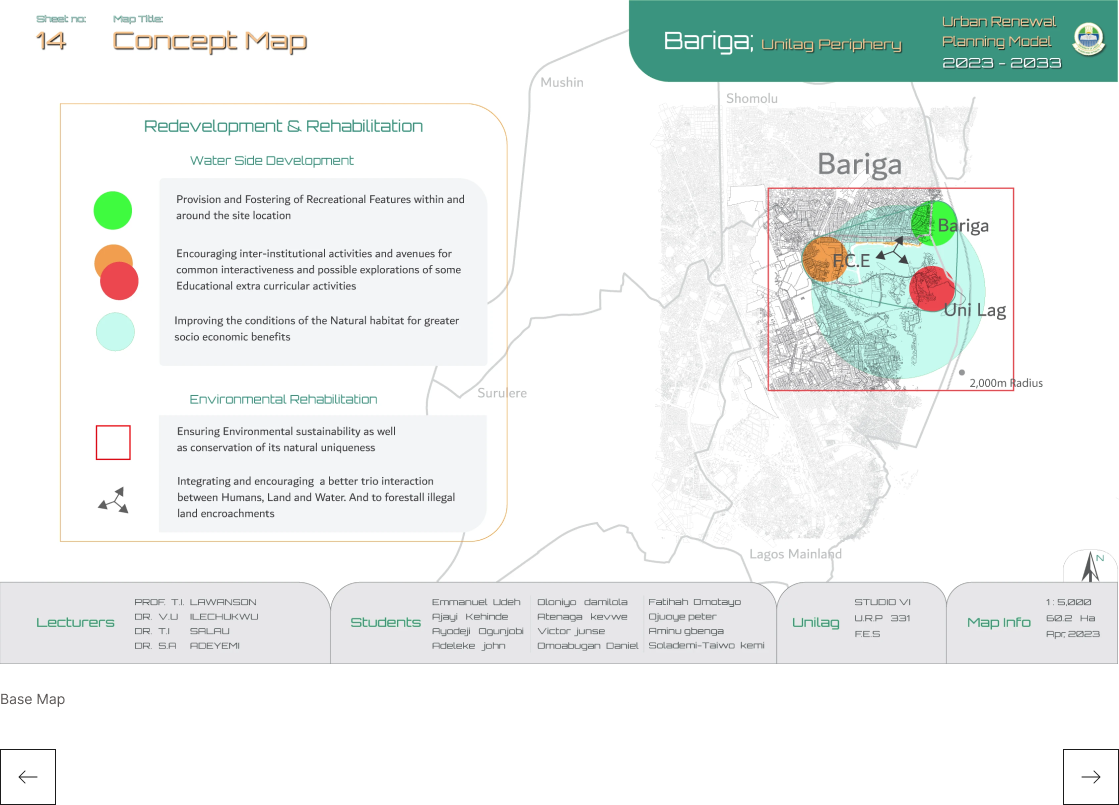 Sheet no: Map Title:
14 Concept Map
Bariga; Unilag Periphery
Urban Renewal
Planning Model
2023 - 2033
Mushin
Shomolu
Redevelopment & Rehabilitation
Water Side Development
Provision and Fostering of Recreational Features within and
around the site location
Encouraging inter-institutional activities and avenues for
common interactiveness and possible explorations of some
Educational extra curricular activities
Improving the conditions of the Natural habitat for greater
socio economic benefits
Environmental Rehabilitation
Ensuring Environmental sustainability as well
as conservation of its natural uniqueness
Integrating and encouraging a better trio interaction
between Humans, Land and Water. And to forestall illegal
land encroachments
Bariga
Bariga
F.C.E
Uni Lag
2,000m Radius
Surulere
Lagos Mainland
N
Lecturers
PROF. T.I. LAWANSON
DR. V.U ILECHUKWU
DR. T.I SALAU
DR. S.A ADEYEMI
Students
Emmanuel Udeh
Ajayi Kehinde
Ayodeji Ogunjobi
Adeleke john
Oloniyo damilola
Atenaga kevwe
Victor junse
Omoabugan Daniel
Fatihah Omotayo
Ojuoye peter
Aminu gbenga
Solademi-Taiwo kemi
Unilag
STUDIO VI
U.R.P 331
F.E.S
Map Info
1 : 5,000
60.2 Ha
Apr, 2023
Base Map